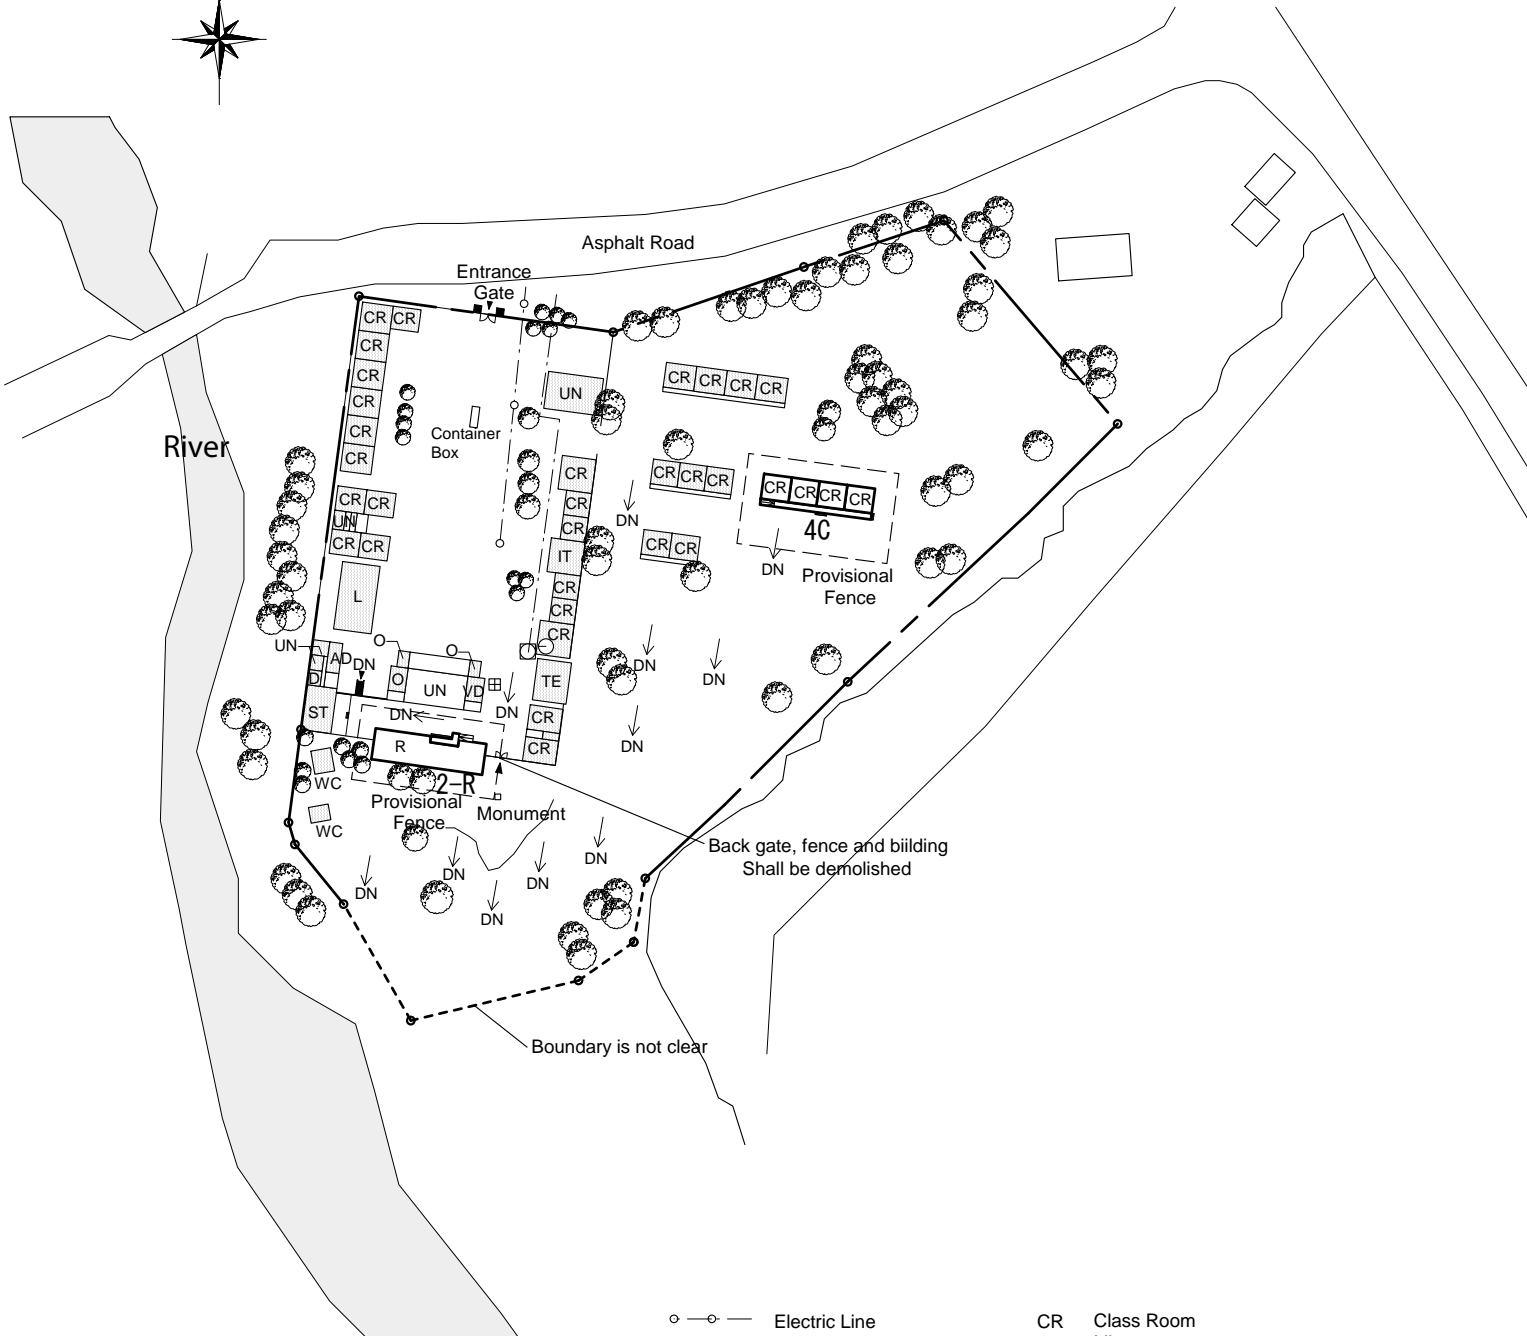 Asphalt Road
Entrance
Gate
CR CR
CR
CR
CR
CR
CR
River
Container
Box
UN
CR CR CR CR
CR CR CR
CR CR CR CR
4C
DN
Provisional
Fence
CR CR
DN
CR
CR
CR
IT
CR
CR
CR
TE
CR
CR
CR CR
UN
CR CR
L
UN
AD
DN
D
ST
O
O
O
UN
VD
DN
DN
DN
DN
DN
R
2-R
WC
WC
Provisional
Fence
Monument
Back gate, fence and biilding
Shall be demolished
DN
DN
DN
DN
DN
Boundary is not clear
Electric Line
CR Class Room